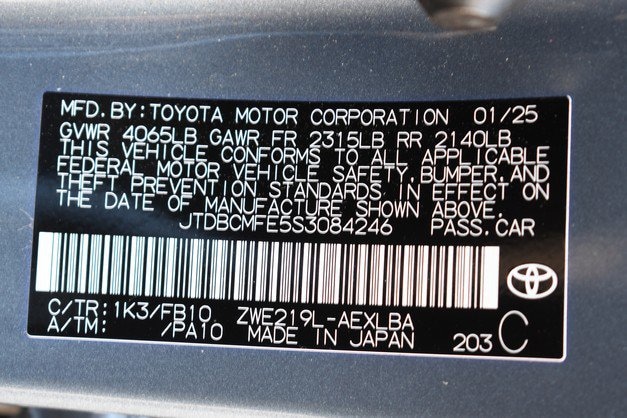 MFD. BY: TOYOTA MOTOR CORPORATION 01/25
GVWR 4065LB GAWR FR 2315LB RR 2140LB
THIS VEHICLE CONFORMS TO ALL APPLICABLE
FEDERAL MOTOR VEHICLE SAFETY, BUMPER, AND
THEFT PREVENTION STANDARDS IN EFFECT ON
THE DATE OF MANUFACTURE SHOWN ABOVE.
JTDBCMFE5S3084246 PASS. CAR
C/TR: 1K3/FB10 ZWE219L-AEXLBA
A/TM: /PA10 MADE IN JAPAN 203 C